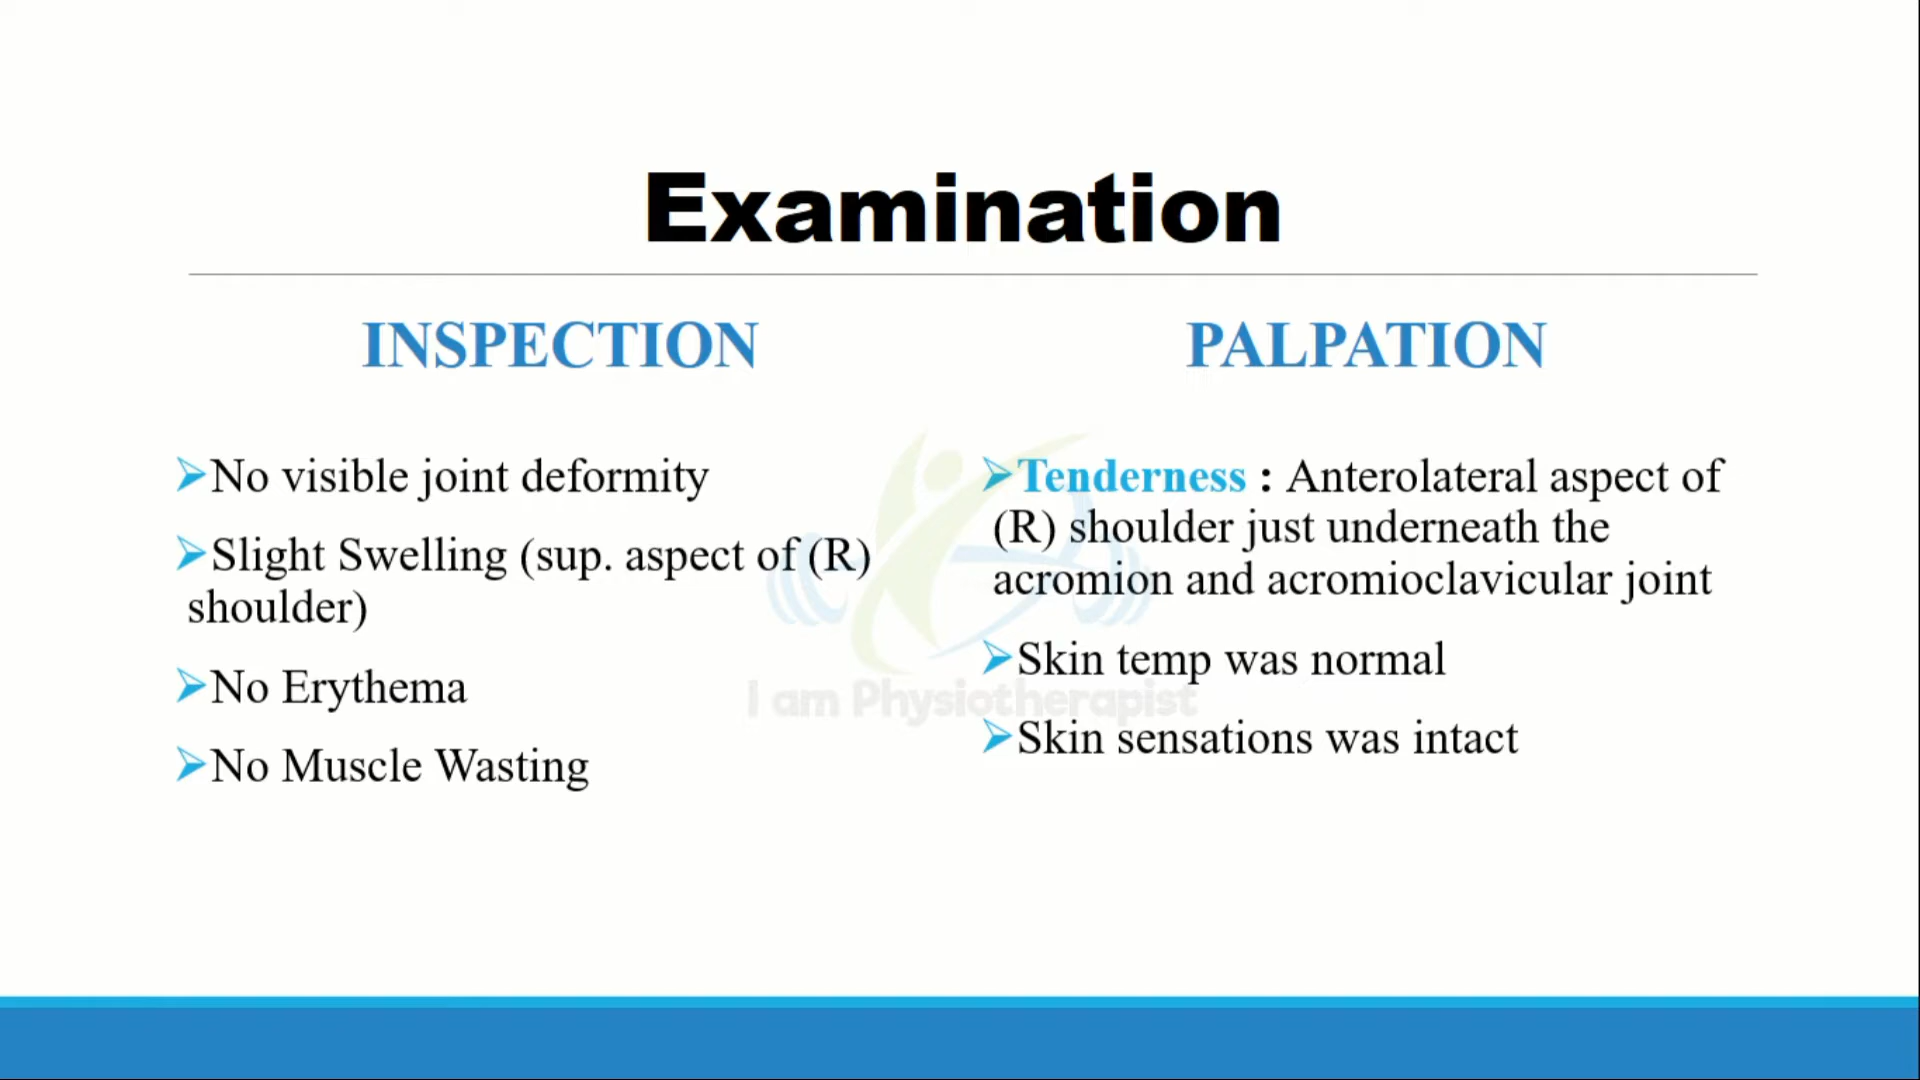 Examination
INSPECTION
➢No visible joint deformity
➢Slight Swelling (sup. aspect of (R)
shoulder)
➢No Erythema
➢No Muscle Wasting
PALPATION
➢Tenderness : Anterolateral aspect of
(R) shoulder just underneath the
acromion and acromioclavicular joint
➢Skin temp was normal
➢Skin sensations was intact
I am Physiotherapist